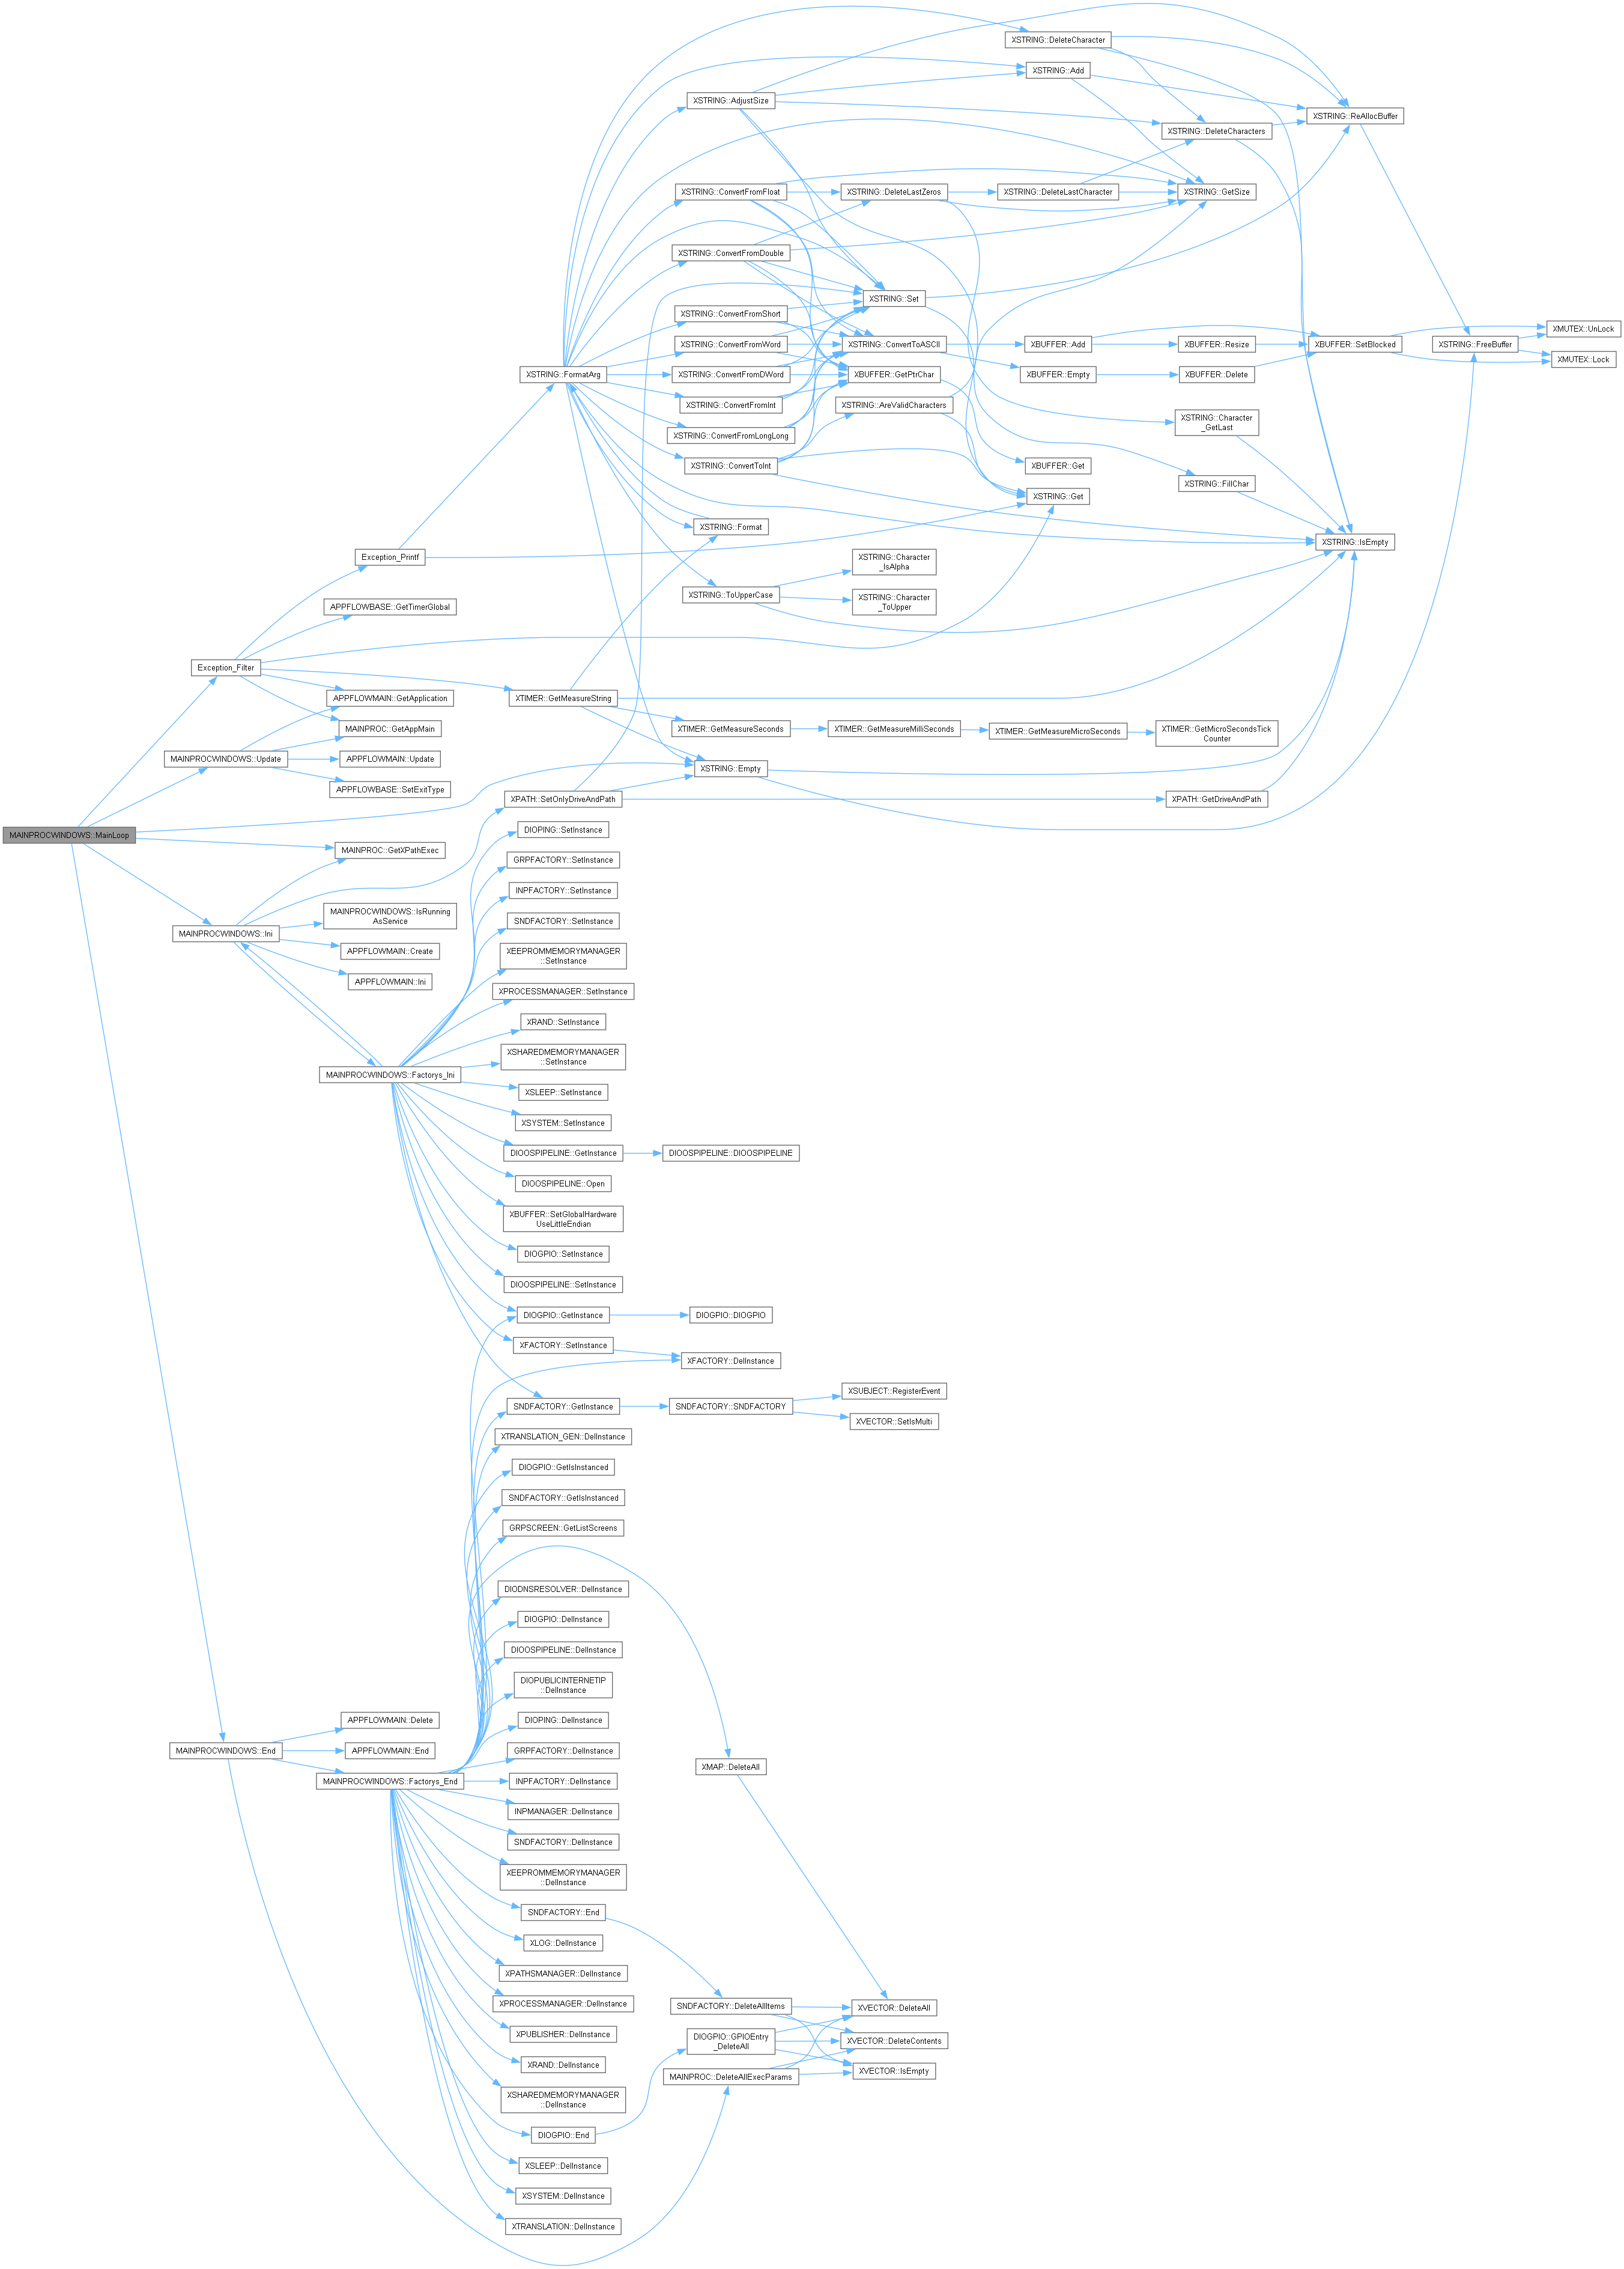 XSTRING::DeleteCharacter
XSTRING::Add
XSTRING::AdjustSize
XSTRING::ReAllocBuffer
XSTRING::DeleteCharacters
XSTRING::ConvertFromFloat
XSTRING::DeleteLastZeros
XSTRING::DeleteLastCharacter
XSTRING::GetSize
XSTRING::ConvertFromDouble
XSTRING::Set
XSTRING::ConvertFromShort
XMUTEX::UnLock
XSTRING::ConvertFromWord
XSTRING::ConvertToASCII
XBUFFER::Add
XBUFFER::Resize
XBUFFER::SetBlocked
XSTRING::FreeBuffer
XMUTEX::Lock
XSTRING::FormatArg
XSTRING::ConvertFromDWord
XBUFFER::GetPtrChar
XBUFFER::Empty
XBUFFER::Delete
XSTRING::ConvertFromInt
XSTRING::AreValidCharacters
XSTRING::Character
_GetLast
XSTRING::ConvertFromLongLong
XSTRING::ConvertToInt
XBUFFER::Get
XSTRING::FillChar
XSTRING::Get
XSTRING::Format
XSTRING::IsEmpty
Exception_Printf
XSTRING::Character
_IsAlpha
XSTRING::ToUpperCase
XSTRING::Character
_ToUpper
APPFLOWBASE::GetTimerGlobal
Exception_Filter
APPFLOWMAIN::GetApplication
XTIMER::GetMeasureString
MAINPROC::GetAppMain
XTIMER::GetMeasureSeconds
XTIMER::GetMeasureMilliSeconds
XTIMER::GetMeasureMicroSeconds
XTIMER::GetMicroSecondsTick
Counter
MAINPROCWINDOWS::Update
APPFLOWMAIN::Update
XSTRING::Empty
APPFLOWBASE::SetExitType
XPATH::SetOnlyDriveAndPath
XPATH::GetDriveAndPath
MAINPROCWINDOWS::MainLoop
DIOPING::SetInstance
MAINPROC::GetXPathExec
GRPFACTORY::SetInstance
INPFACTORY::SetInstance
MAINPROCWINDOWS::IsRunning
AsService
SNDFACTORY::SetInstance
MAINPROCWINDOWS::Ini
APPFLOWMAIN::Create
XEEPROMMEMORYMANAGER
::SetInstance
APPFLOWMAIN::Ini
XPROCESSMANAGER::SetInstance
XRAND::SetInstance
XSHAREDMEMORYMANAGER
::SetInstance
MAINPROCWINDOWS::Factorys_Ini
XSLEEP::SetInstance
XSYSTEM::SetInstance
DIOOSPIPELINE::GetInstance
DIOOSPIPELINE::DIOOSPIPELINE
DIOOSPIPELINE::Open
XBUFFER::SetGlobalHardware
UseLittleEndian
DIOGPIO::SetInstance
DIOOSPIPELINE::SetInstance
DIOGPIO::GetInstance
DIOGPIO::DIOGPIO
XFACTORY::SetInstance
XFACTORY::DelInstance
XSUBJECT::RegisterEvent
SNDFACTORY::GetInstance
SNDFACTORY::SNDFACTORY
XVECTOR::SetIsMulti
XTRANSLATION_GEN::DelInstance
DIOGPIO::GetIsInstanced
SNDFACTORY::GetIsInstanced
GRPSCREEN::GetListScreens
DIODNSRESOLVER::DelInstance
DIOGPIO::DelInstance
DIOOSPIPELINE::DelInstance
DIOPUBLICINTERNETIP
::DelInstance
APPFLOWMAIN::Delete
DIOPING::DelInstance
MAINPROCWINDOWS::End
APPFLOWMAIN::End
GRPFACTORY::DelInstance
XMAP::DeleteAll
MAINPROCWINDOWS::Factorys_End
INPFACTORY::DelInstance
INPMANAGER::DelInstance
SNDFACTORY::DelInstance
XEEPROMMEMORYMANAGER
::DelInstance
SNDFACTORY::End
XLOG::DelInstance
XPATHSMANAGER::DelInstance
XPROCESSMANAGER::DelInstance
SNDFACTORY::DeleteAllItems
XVECTOR::DeleteAll
XPUBLISHER::DelInstance
DIOGPIO::GPIOEntry
_DeleteAll
XVECTOR::DeleteContents
XRAND::DelInstance
MAINPROC::DeleteAllExecParams
XVECTOR::IsEmpty
XSHAREDMEMORYMANAGER
::DelInstance
DIOGPIO::End
XSLEEP::DelInstance
XSYSTEM::DelInstance
XTRANSLATION::DelInstance